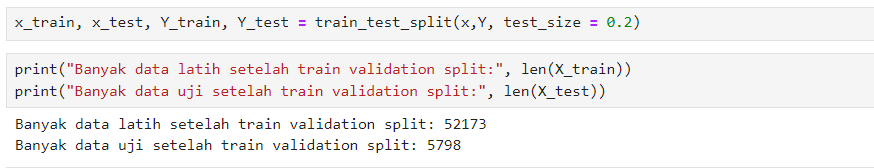 x_train, x_test, Y_train, Y_test = train_test_split(x,Y, test_size = 0.2)
print("Banyak data latih setelah train validation split:", len(X_train))
print("Banyak data uji setelah train validation split:", len(X_test))
Banyak data latih setelah train validation split: 52173
Banyak data uji setelah train validation split: 5798